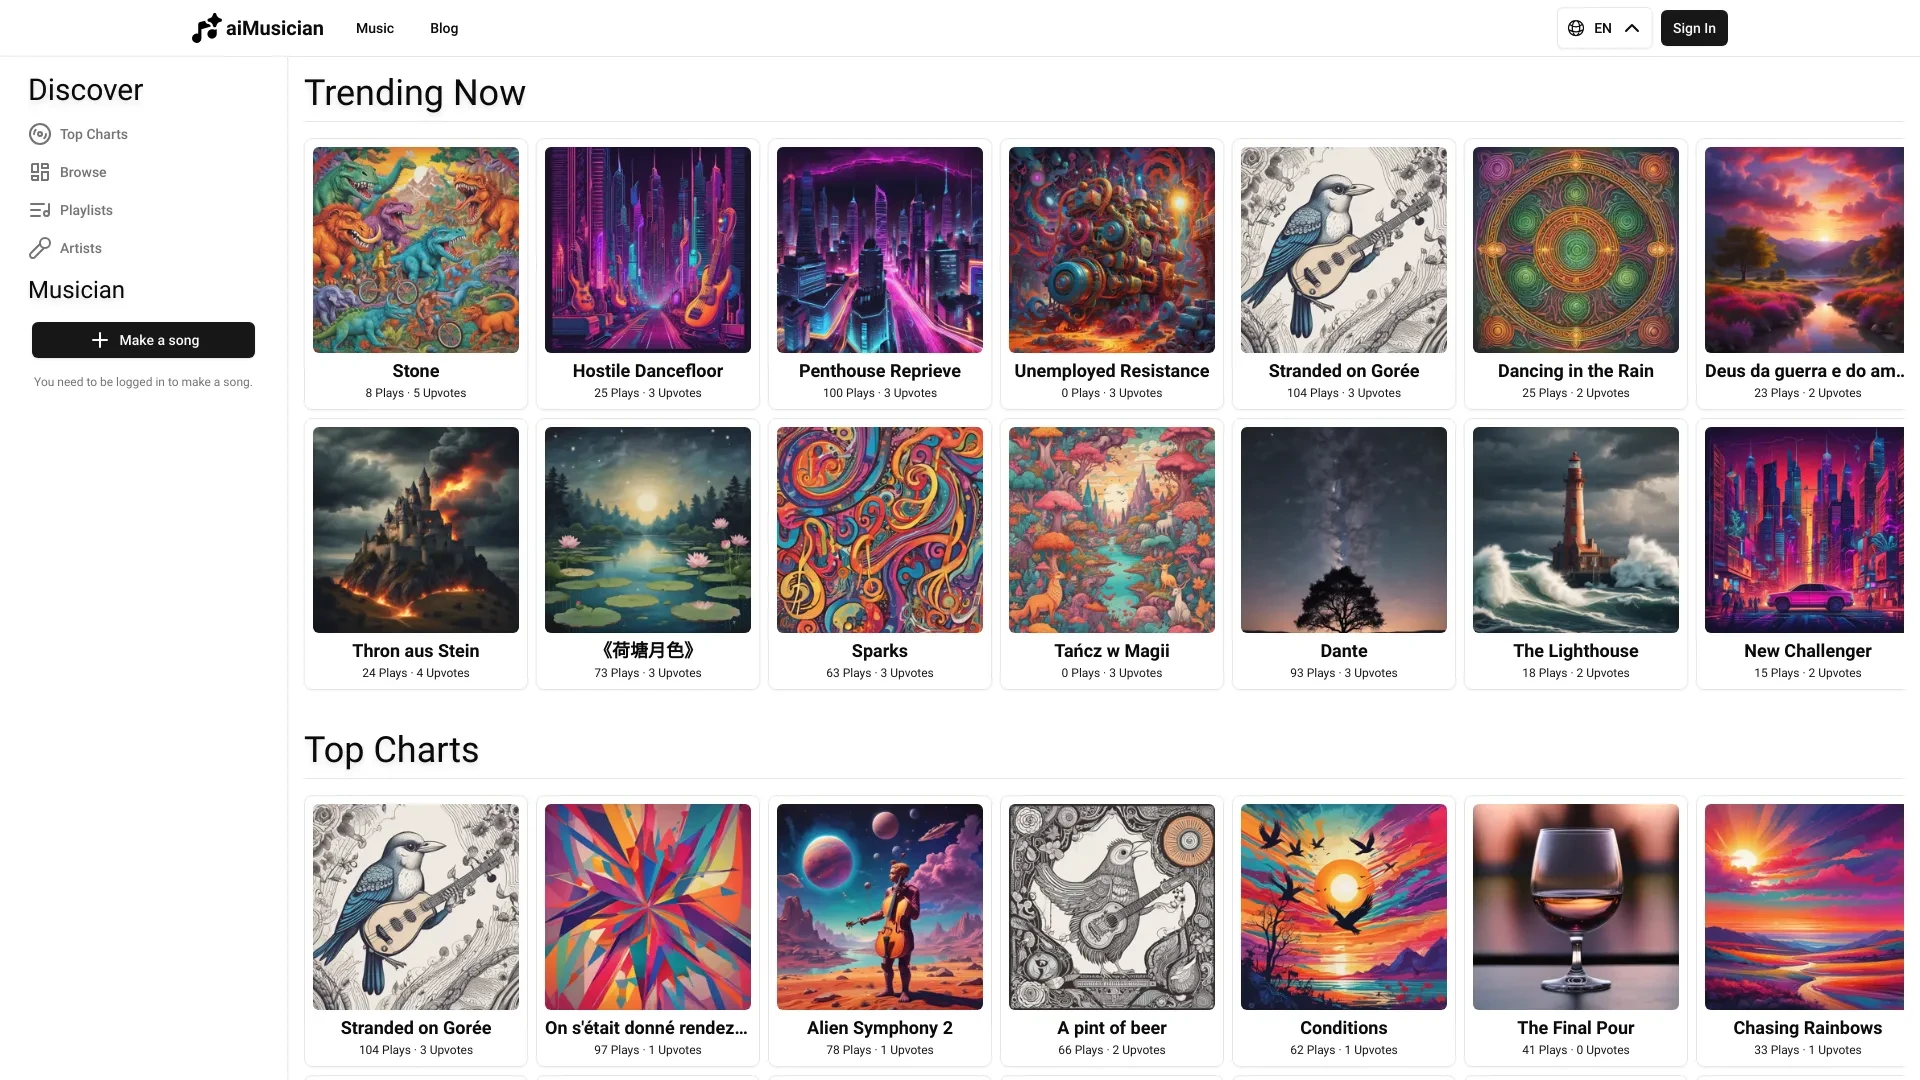 aiMusician
Music
Blog
EN
Sign In
Discover
Top Charts
Browse
Playlists
Artists
Musician
Make a song
You need to be logged in to make a song.
Trending Now
Stone
8 Plays · 5 Upvotes
Hostile Dancefloor
25 Plays · 3 Upvotes
Penthouse Reprieve
100 Plays · 3 Upvotes
Unemployed Resistance
0 Plays · 3 Upvotes
Stranded on Gorée
104 Plays · 3 Upvotes
Dancing in the Rain
25 Plays · 2 Upvotes
Deus da guerra e do am...
23 Plays · 2 Upvotes
Thron aus Stein
24 Plays · 4 Upvotes
《荷塘月色》
73 Plays · 3 Upvotes
Sparks
63 Plays · 3 Upvotes
Tańcz w Magii
0 Plays · 3 Upvotes
Dante
93 Plays · 3 Upvotes
The Lighthouse
18 Plays · 2 Upvotes
New Challenger
15 Plays · 2 Upvotes
Top Charts
Stranded on Gorée
104 Plays · 3 Upvotes
On s'était donné rendez...
97 Plays · 1 Upvotes
Alien Symphony 2
78 Plays · 1 Upvotes
A pint of beer
66 Plays · 2 Upvotes
Conditions
62 Plays · 1 Upvotes
The Final Pour
41 Plays · 0 Upvotes
Chasing Rainbows
33 Plays · 1 Upvotes